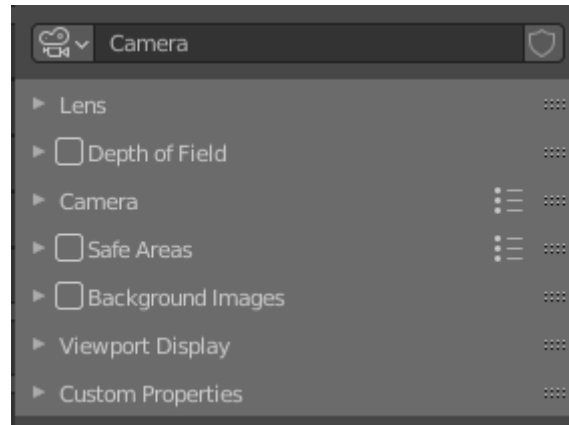 Camera
Lens
Depth of Field
Camera
Safe Areas
Background Images
Viewport Display
Custom Properties